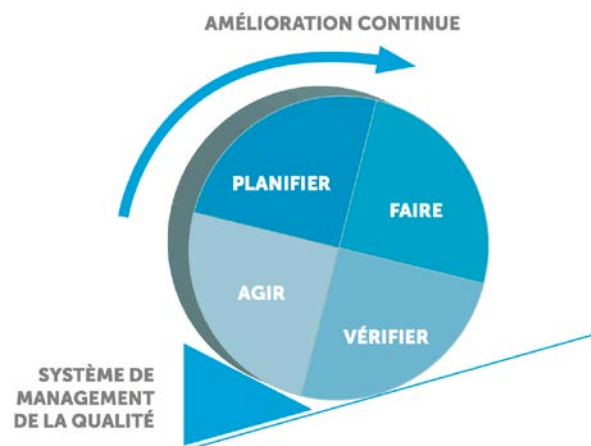 AMÉLIORATION CONTINUE
PLANIFIER
FAIRE
AGIR
VÉRIFIER
SYSTÈME DE
MANAGEMENT
DE LA QUALITÉ